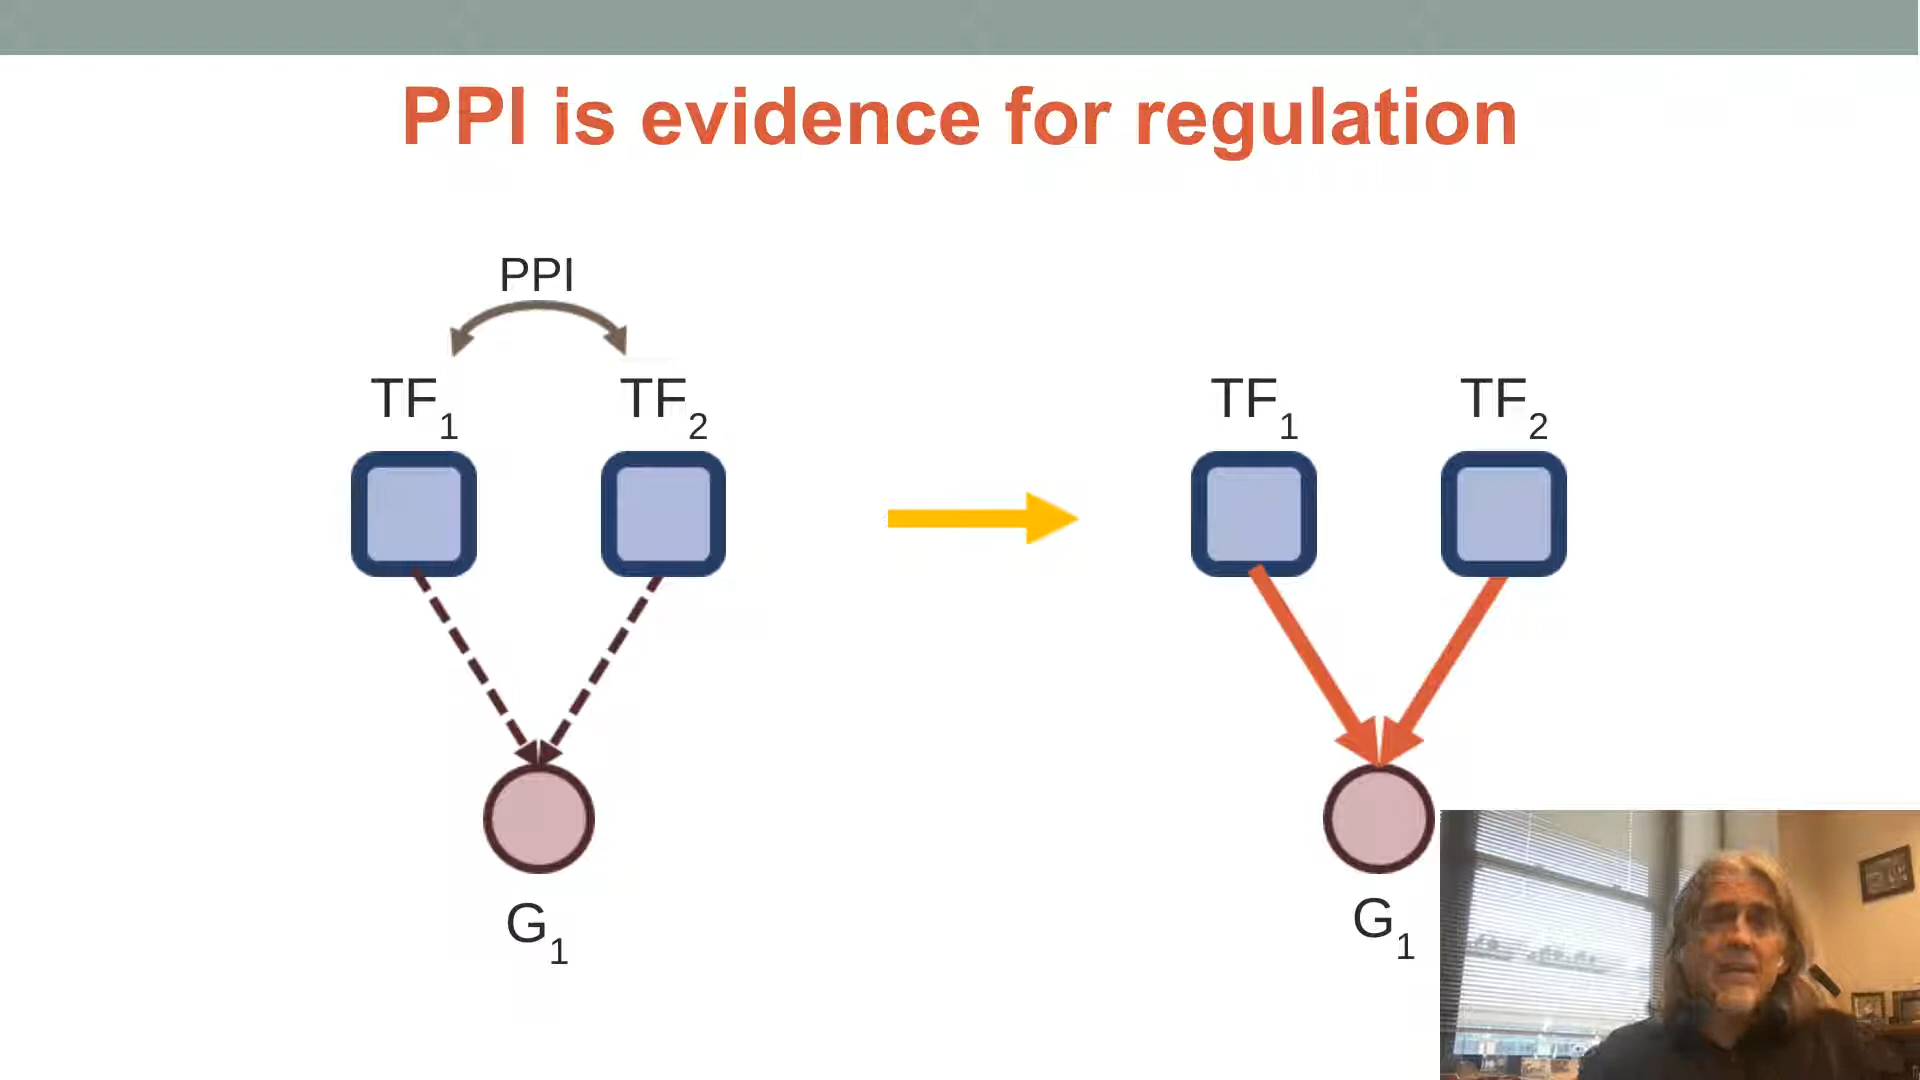 PPI is evidence for regulation
PPI
TF1 TF2 TF1 TF2
G1 G1